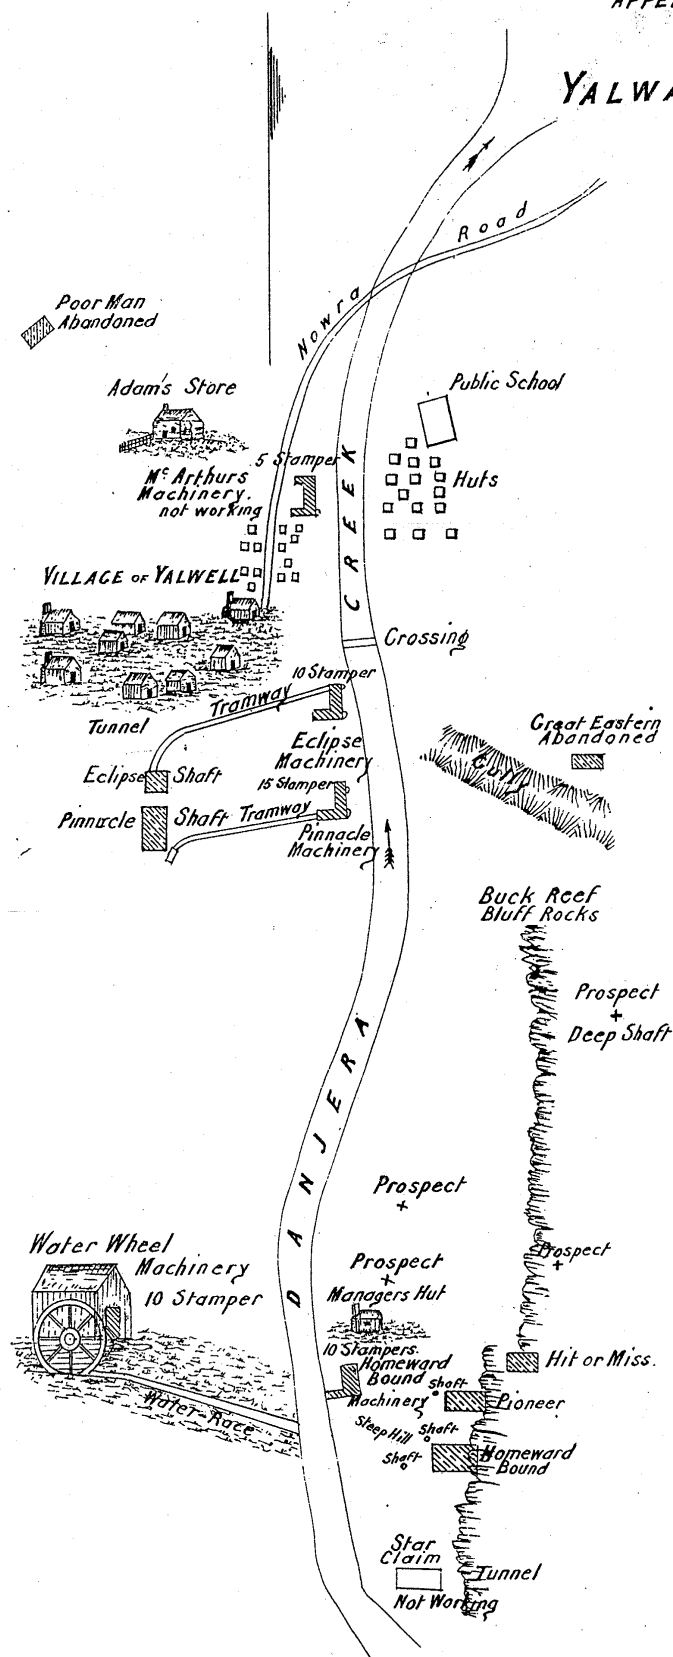 Nowra Road
Poor Man
Abandoned
Adam's Store
Public School
5 Stamper
Mc Arthurs
Machinery.
not working
Huts
CREEK
VILLAGE OF YALWELL
Crossing
10 Stamper
Tramway
Tunnel
Eclipse
Machinery
Great Eastern
Abandoned
Gully
Eclipse Shaft
15 Stamper
Pinnacle Shaft Tramway
Pinnacle
Machinery
Buck Reef
Bluff Rocks
Prospect
Deep Shaft
DANJERA
Prospect
Water Wheel
Machinery
10 Stamper
Prospect
Prospect
Managers Hut
10 Stampers.
Homeward
Bound
Machinery
Shaft
Hit or Miss.
Pioneer
Water Race
Steep Hill
Shaft
Shaft
Homeward
Bound
Star
Claim
Tunnel
Not Working